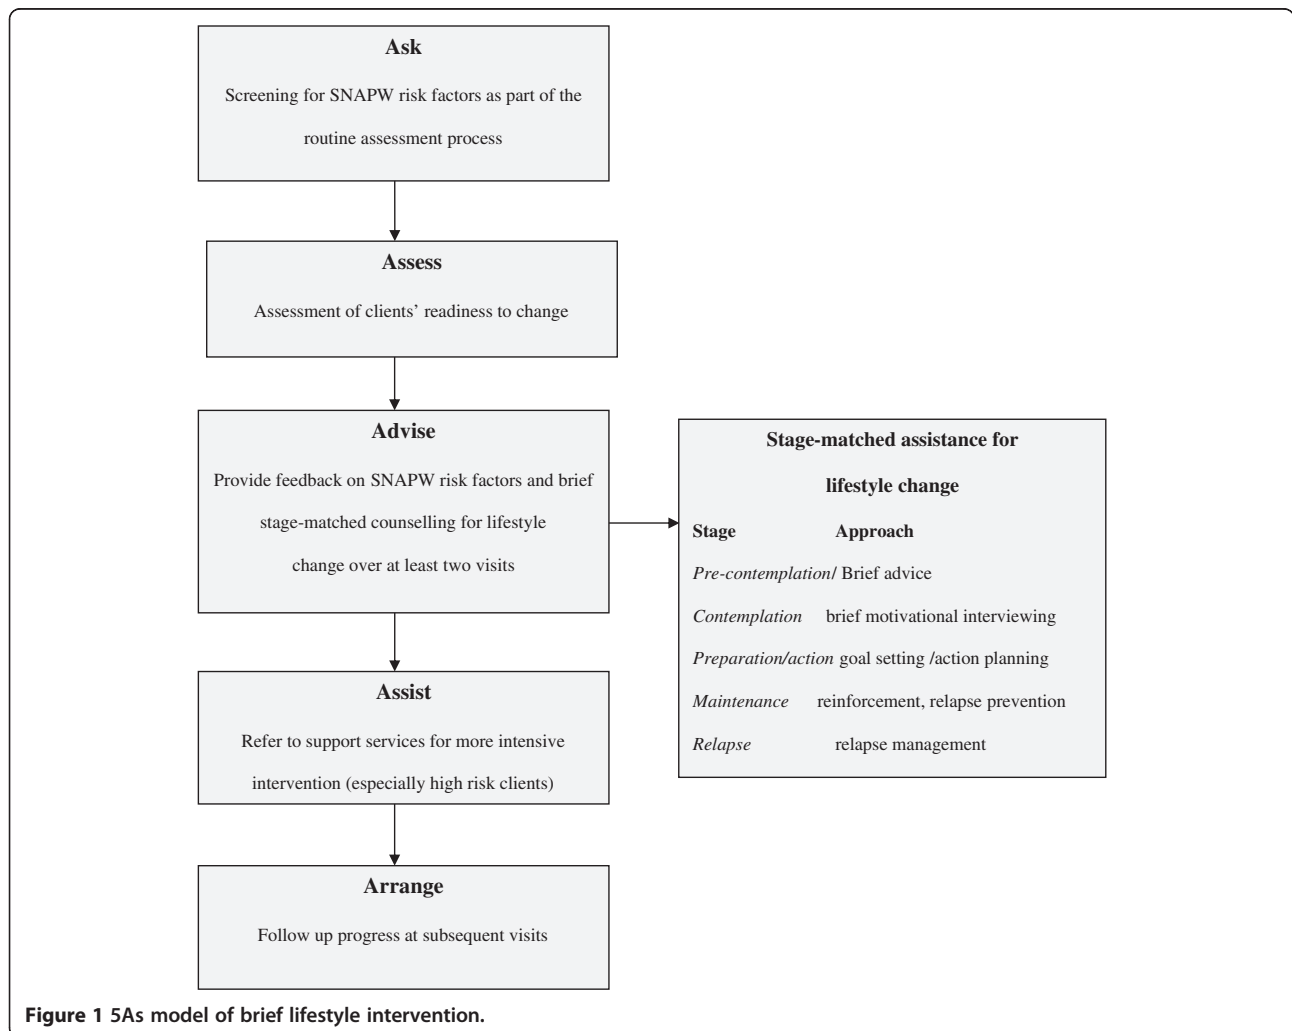 Ask
Screening for SNAPW risk factors as part of the
routine assessment process
Assess
Assessment of clients’ readiness to change
Advise
Provide feedback on SNAPW risk factors and brief
stage-matched counselling for lifestyle
change over at least two visits
Stage-matched assistance for
lifestyle change
Stage Approach
Pre-contemplation/ Brief advice
Contemplation brief motivational interviewing
Preparation/action goal setting /action planning
Maintenance reinforcement, relapse prevention
Relapse relapse management
Assist
Refer to support services for more intensive
intervention (especially high risk clients)
Arrange
Follow up progress at subsequent visits
Figure 1 5As model of brief lifestyle intervention.